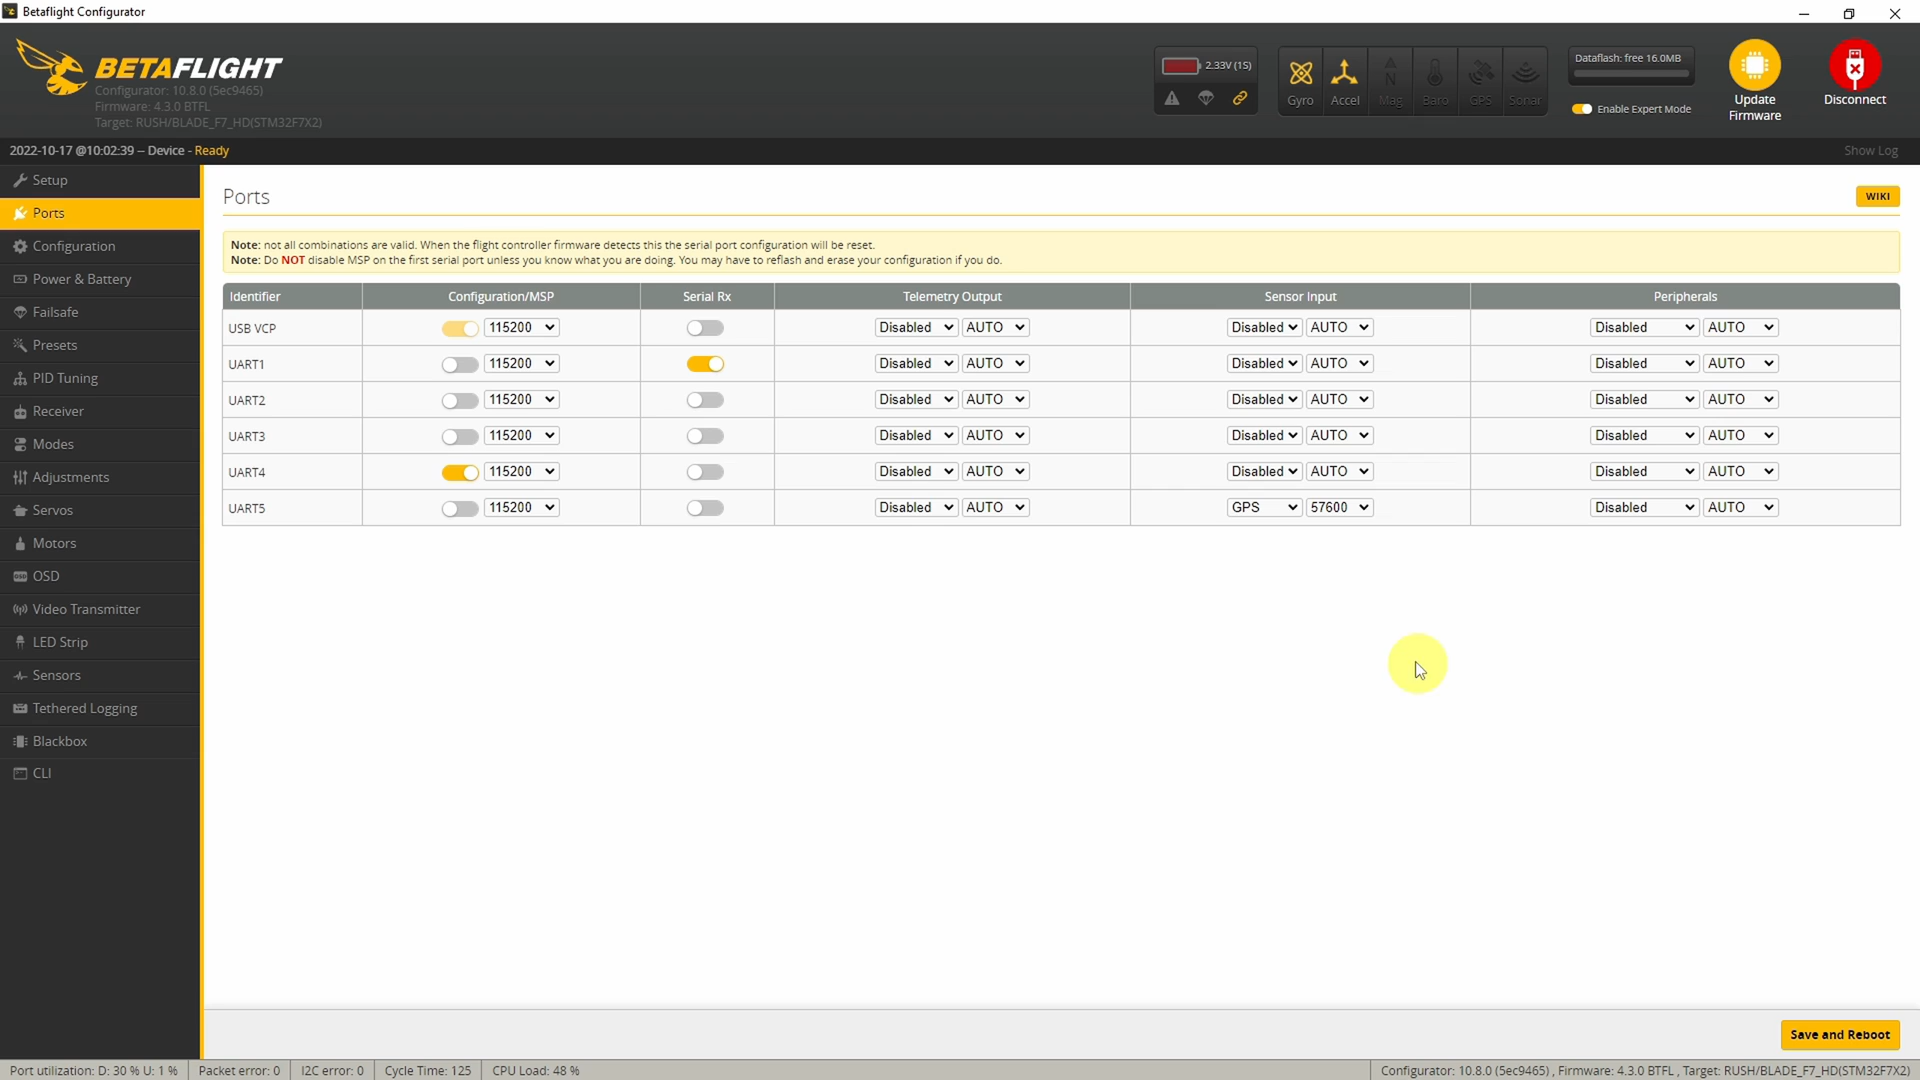 Betaflight Configurator
BETAFLIGHT
Configurator: 10.8.0 (5ec9465)
Firmware: 4.3.0 BTFL
Target: RUSH/BLADE_F7_HD(STM32F7X2)
2.33V (1S)
Gyro Accel Mag Baro GPS Sonar
Dataflash: free 16.0MB
Enable Expert Mode
Update Firmware
Disconnect
2022-10-17 @10:02:39 -- Device - Ready
Show Log
Setup
Ports
Configuration
Power & Battery
Failsafe
Presets
PID Tuning
Receiver
Modes
Adjustments
Servos
Motors
OSD
Video Transmitter
LED Strip
Sensors
Tethered Logging
Blackbox
CLI
Ports
WIKI
Note: not all combinations are valid. When the flight controller firmware detects this the serial port configuration will be reset.
Note: Do NOT disable MSP on the first serial port unless you know what you are doing. You may have to reflash and erase your configuration if you do.
Identifier Configuration/MSP Serial Rx Telemetry Output Sensor Input Peripherals
USB VCP 115200 Disabled AUTO Disabled AUTO Disabled AUTO
UART1 115200 Disabled AUTO Disabled AUTO Disabled AUTO
UART2 115200 Disabled AUTO Disabled AUTO Disabled AUTO
UART3 115200 Disabled AUTO Disabled AUTO Disabled AUTO
UART4 115200 Disabled AUTO Disabled AUTO Disabled AUTO
UART5 115200 Disabled AUTO GPS 57600 Disabled AUTO
Save and Reboot
Port utilization: D: 30 % U: 1 % Packet error: 0 I2C error: 0 Cycle Time: 125 CPU Load: 48 % Configurator: 10.8.0 (5ec9465) , Firmware: 4.3.0 BTFL , Target: RUSH/BLADE_F7_HD(STM32F7X2)